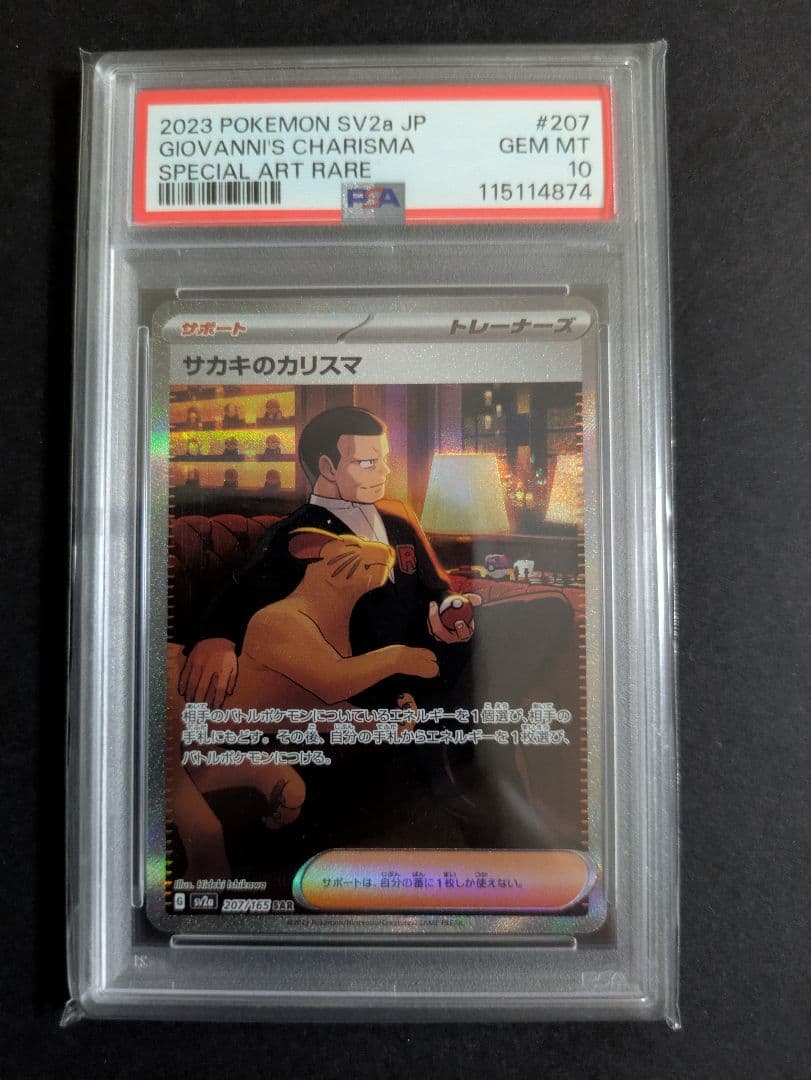 2023 POKEMON SV2a JP #207
GIOVANNI'S CHARISMA GEM MT
SPECIAL ART RARE 10
PSA 115114874
サポート トレーナーズ
サカキのカリスマ
R
相手のバトルポケモンについているエネルギーを1個選び、相手の
手札にもどす。その後、自分の手札からエネルギーを1枚選び、
バトルポケモンにつける。
Illus. Hideki Ishikawa
サポートは、自分の番に1枚しか使えない。
G sv2a 207/165 SAR